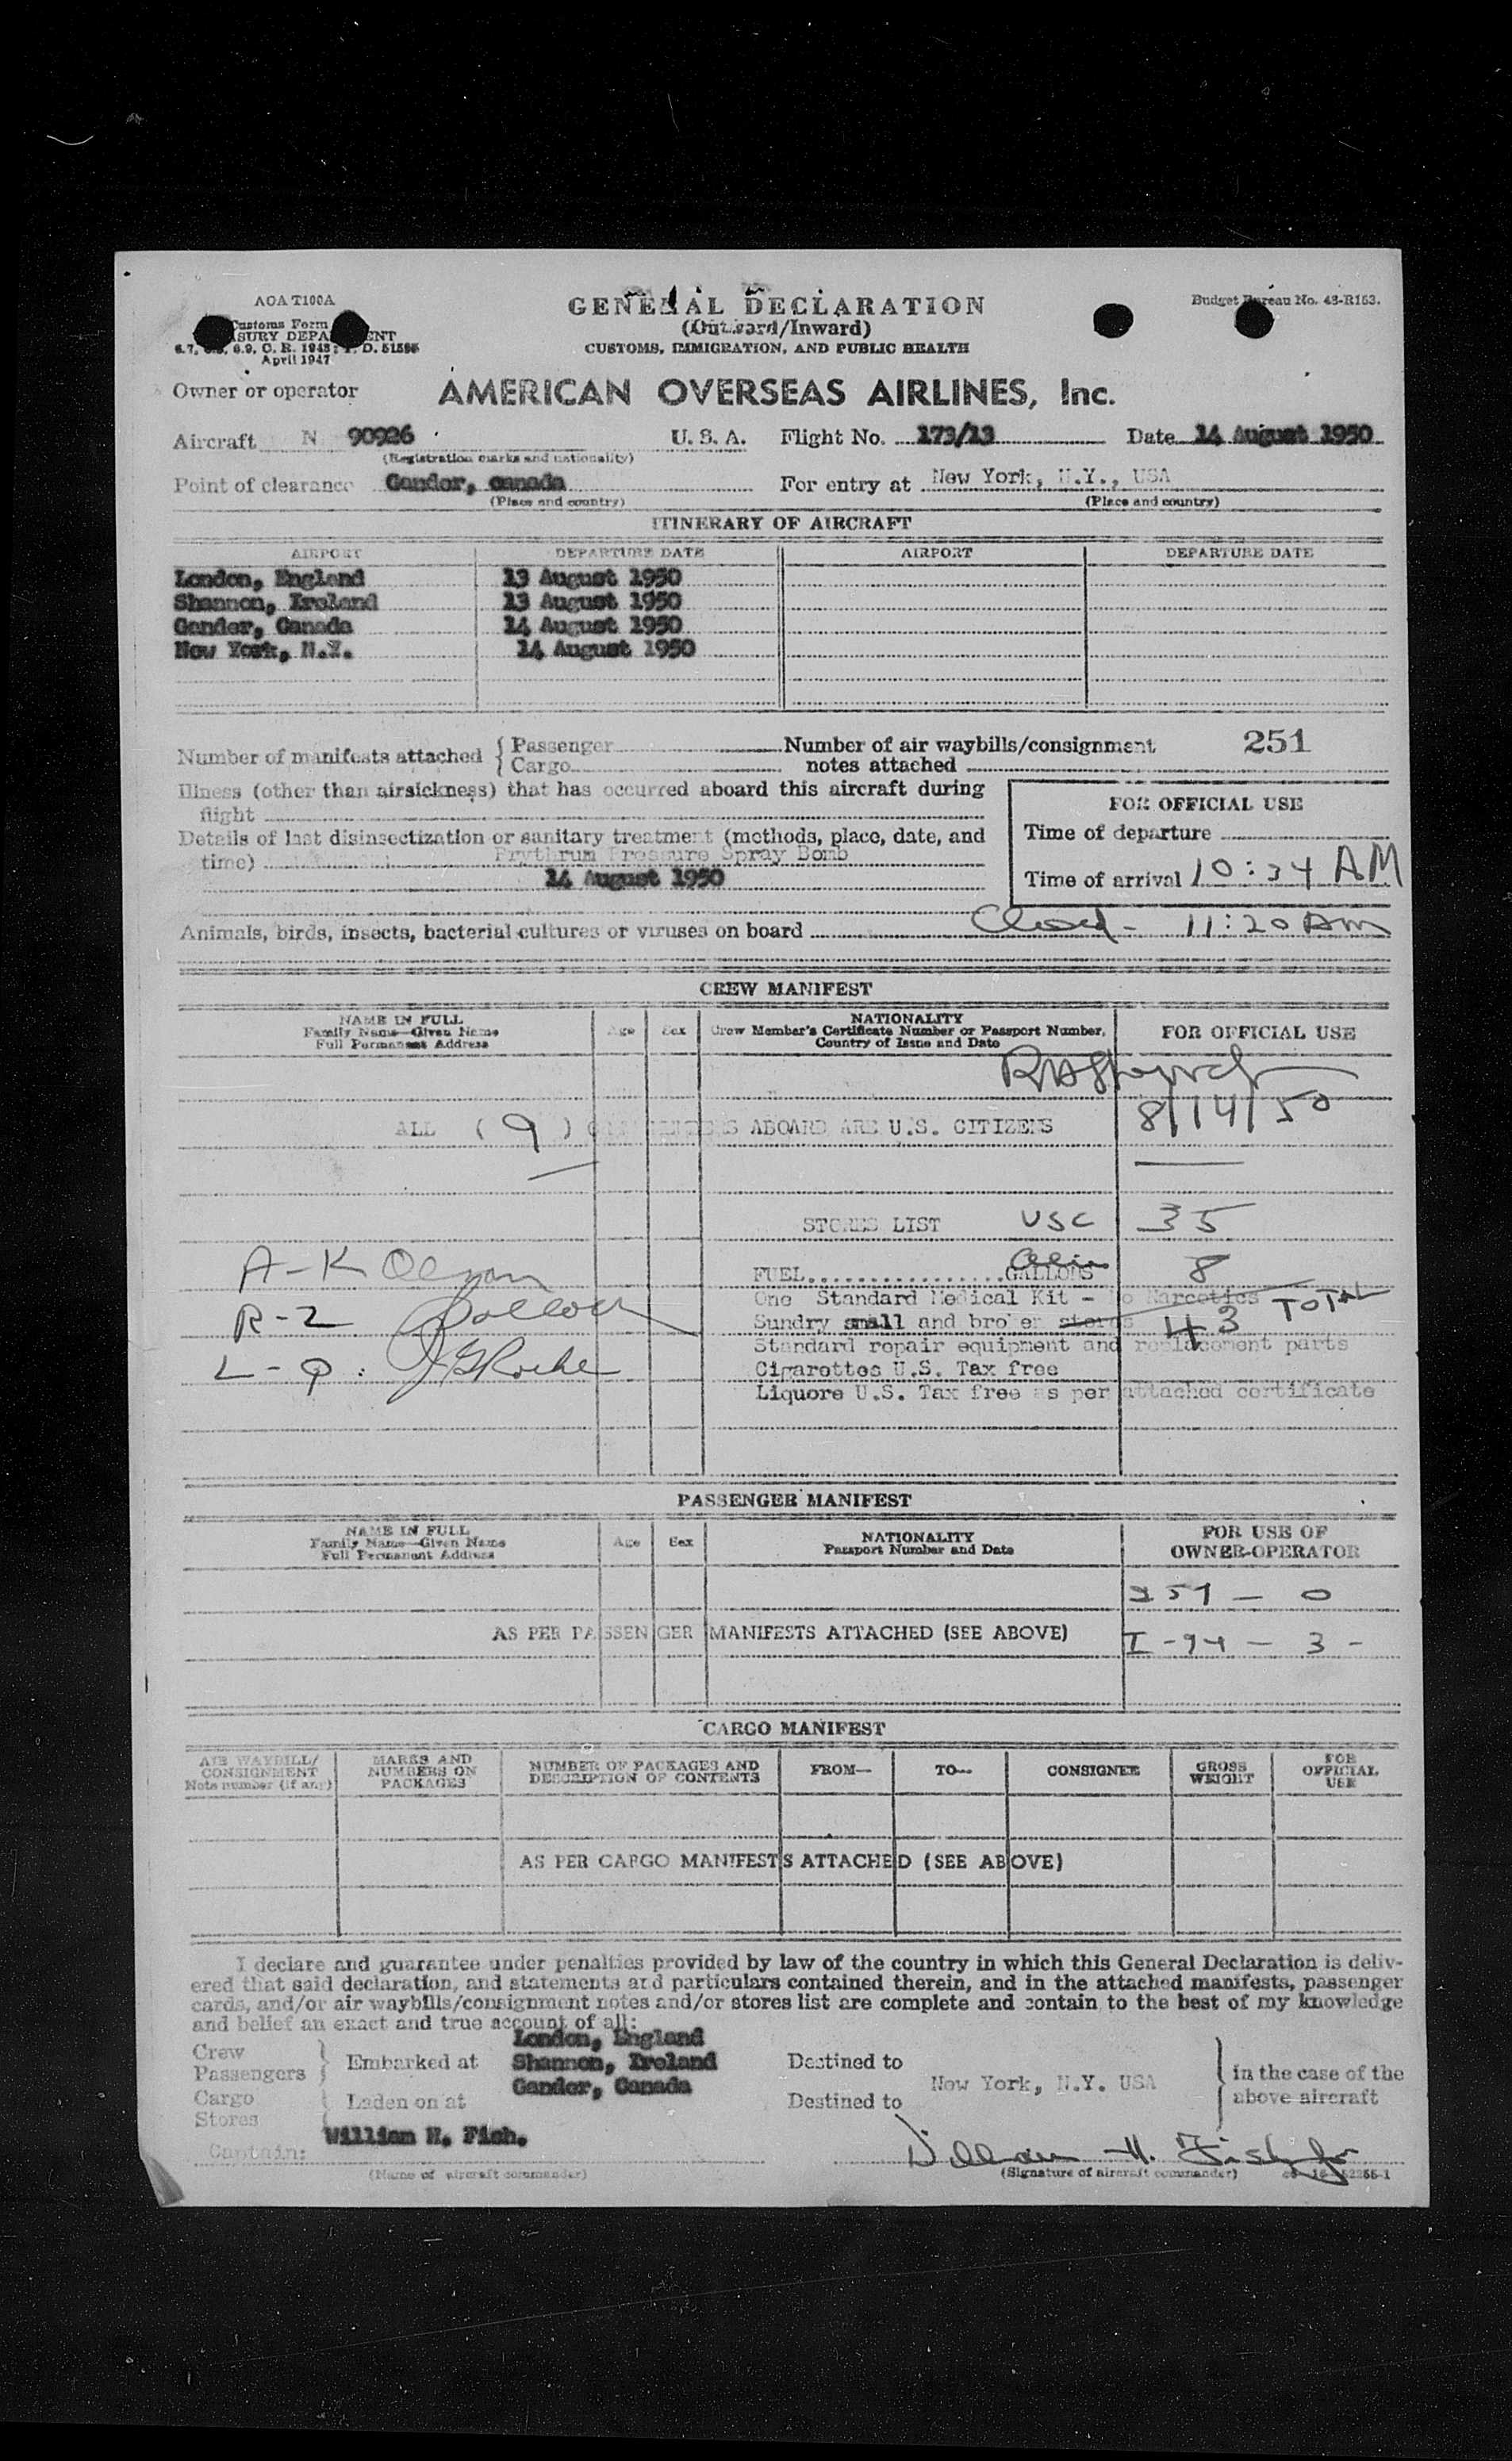 AOA T100A
GENERAL DECLARATION
Budget Bureau No. 43-R153.
Customs Form
(Outward/Inward)
TREASURY DEPARTMENT
CUSTOMS, IMMIGRATION, AND PUBLIC HEALTH
April 1947
Owner or operator AMERICAN OVERSEAS AIRLINES, Inc.
Aircraft N 90926 U. S. A. Flight No. 173/13 Date 14 August 1950
(Registration marks and nationality)
Point of clearance Gander, canada For entry at New York, N.Y., USA
(Place and country) (Place and country)
ITINERARY OF AIRCRAFT
AIRPORT DEPARTURE DATE AIRPORT DEPARTURE DATE
London, England 13 August 1950
Shannon, Ireland 13 August 1950
Gander, Canada 14 August 1950
New York, N.Y. 14 August 1950
Number of manifests attached { Passenger Number of air waybills/consignment 251
Cargo notes attached
Illness (other than airsickness) that has occurred aboard this aircraft during
flight
FOR OFFICIAL USE
Time of departure
Details of last disinsectization or sanitary treatment (methods, place, date, and
time) Prythrum Pressure Spray Bomb
14 August 1950
Time of arrival 10:34 AM
Closed - 11:20 AM
Animals, birds, insects, bacterial cultures or viruses on board
CREW MANIFEST
NAME IN FULL Age Sex NATIONALITY FOR OFFICIAL USE
Family Name—Given Name Crew Member's Certificate Number or Passport Number,
Full Permanent Address Country of Issue and Date
8/14/50
ALL (9) ABOARD ARE U.S. CITIZENS
STORES LIST USC 35
A-K
FUEL................GALLONS 8
One Standard Medical Kit - No Narcotics
43 TOTAL
R-2
Sundry small and broken stores
Standard repair equipment and replacement parts
L-P:
Cigarettes U.S. Tax free
Liquore U.S. Tax free as per attached certificate
PASSENGER MANIFEST
NAME IN FULL Age Sex NATIONALITY FOR USE OF
Family Name—Given Name Passport Number and Date OWNER-OPERATOR
Full Permanent Address
257 - 0
AS PER PASSENGER MANIFESTS ATTACHED (SEE ABOVE)
I-94 - 3 -
CARGO MANIFEST
AIR WAYBILL/ CONSIGNMENT Note number (if any) MARKS AND NUMBERS ON PACKAGES NUMBER OF PACKAGES AND DESCRIPTION OF CONTENTS FROM— TO— CONSIGNEE GROSS WEIGHT FOR OFFICIAL USE
AS PER CARGO MANIFESTS ATTACHED (SEE ABOVE)
I declare and guarantee under penalties provided by law of the country in which this General Declaration is deliv-
ered that said declaration, and statements and particulars contained therein, and in the attached manifests, passenger
cards, and/or air waybills/consignment notes and/or stores list are complete and contain to the best of my knowledge
and belief an exact and true account of all:
London, England
Crew
Passengers } Embarked at Shannon, Ireland Destined to in the case of the
Gander, Canada New York, N.Y. USA
Cargo
Stores } Laden on at Destined to above aircraft
William H. Fish.
Captain: William H. Fish Jr
(Name of aircraft commander) (Signature of aircraft commander)